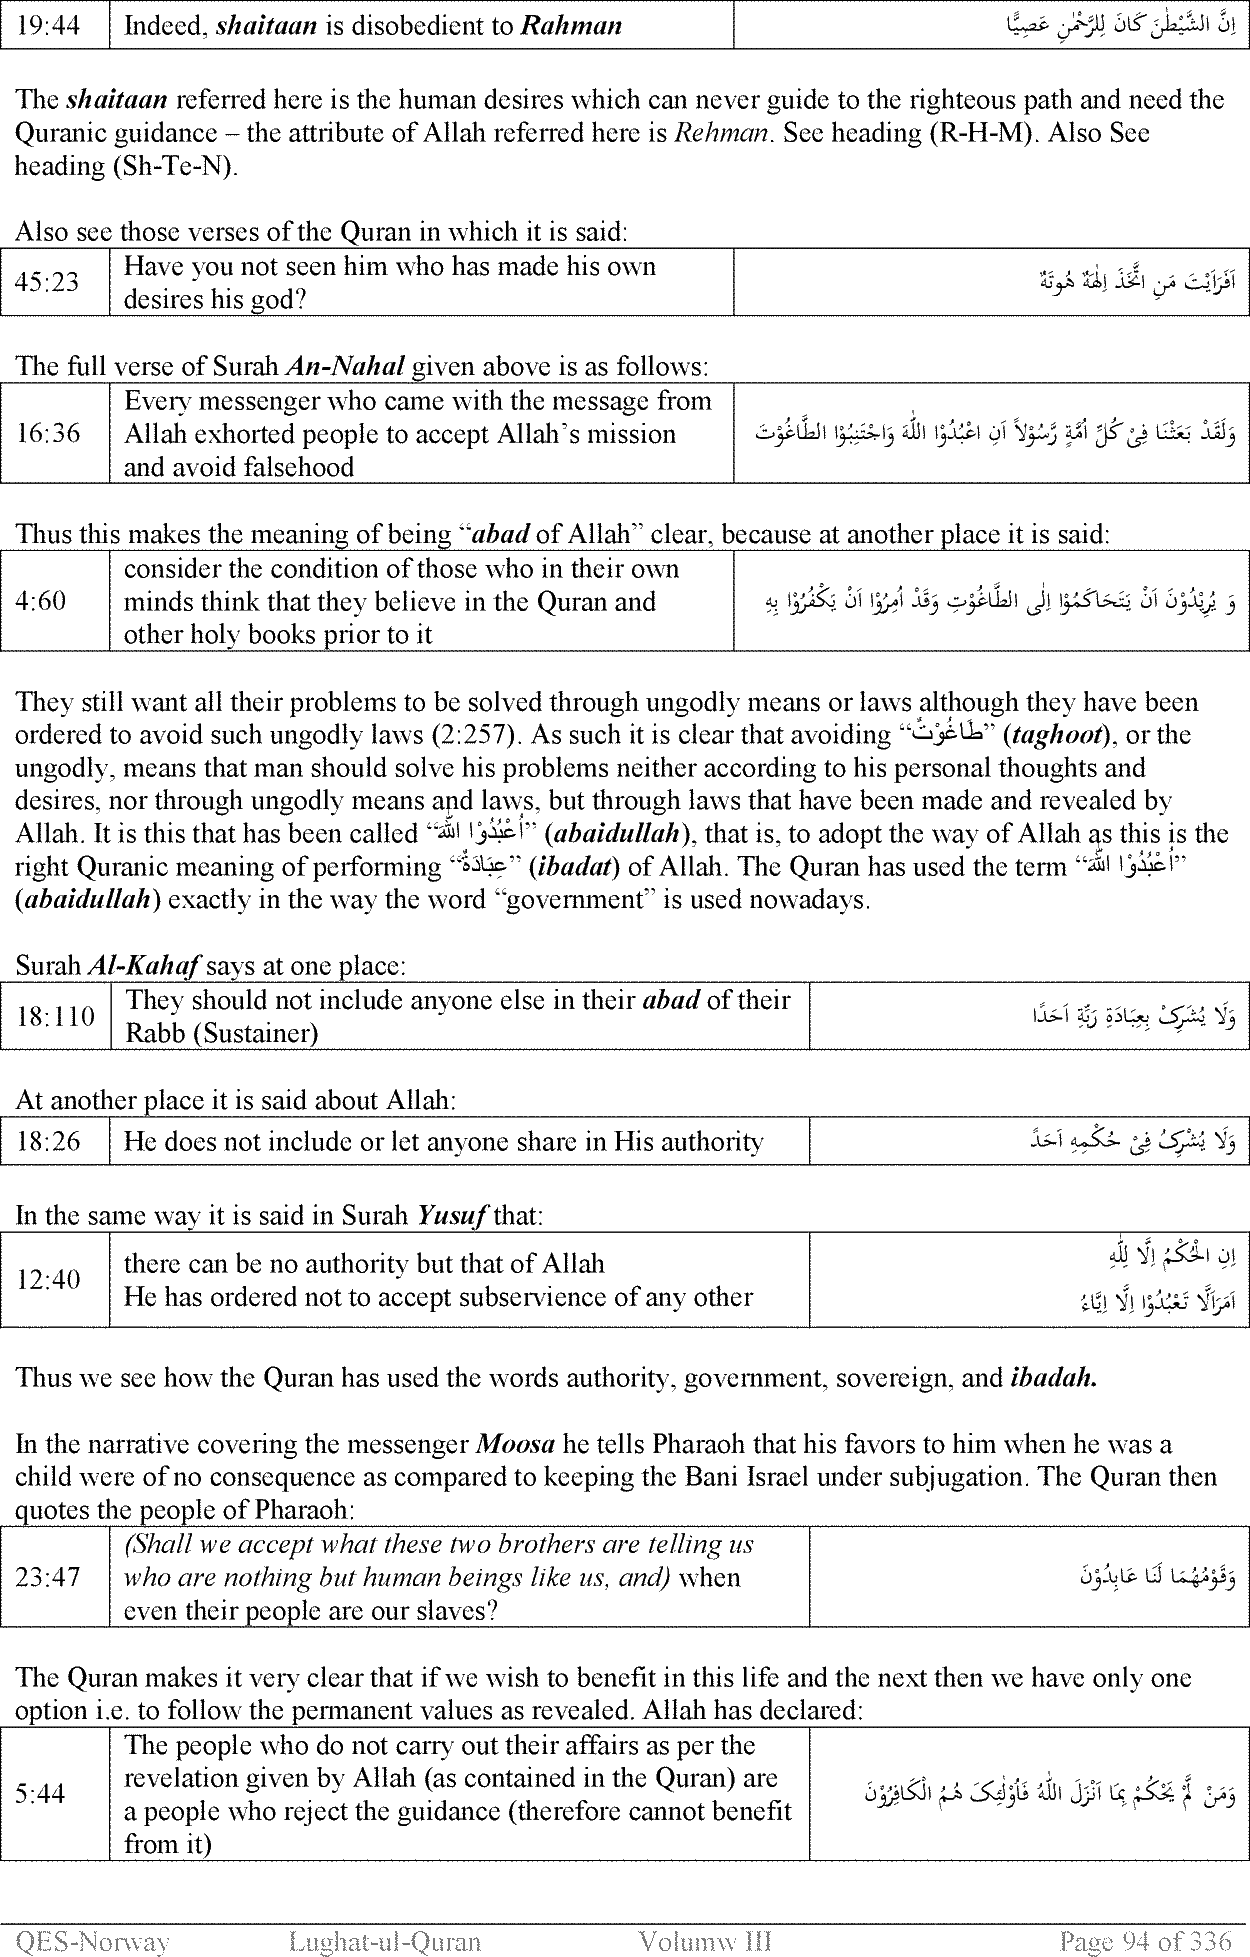 19:44 Indeed, shaitaan is disobedient to Rahman اِنَّ الشَّيْطٰنَ كَانَ لِلرَّحْمٰنِ عَصِيًّا
The shaitaan referred here is the human desires which can never guide to the righteous path and need the
Quranic guidance – the attribute of Allah referred here is Rehman. See heading (R-H-M). Also See
heading (Sh-Te-N).
Also see those verses of the Quran in which it is said:
45:23 Have you not seen him who has made his own
desires his god?
اَفَرَاَيْتَ مَنِ اتَّخَذَ اِلٰهَهٌ هُوتَهٌ
The full verse of Surah An-Nahal given above is as follows:
Every messenger who came with the message from
16:36 Allah exhorted people to accept Allah’s mission
and avoid falsehood
وَلَقَدْ بَعَثْنَا فِىْ كُلِّ اُمَّةٍ رَّسُوْلاً اَنِ اعْبُدُوْا اللّٰهَ وَاجْتَنِبُوْا الطَّاغُوْتَ
Thus this makes the meaning of being “abad of Allah” clear, because at another place it is said:
consider the condition of those who in their own
4:60 minds think that they believe in the Quran and
other holy books prior to it
وَ يُرِيْدُوْنَ اَنْ يَتَحَاكَمُوْا اِلٰى الطَّاغُوْتِ وَقَدْ اُمِرُوْا اَنْ يَكْفُرُوْا بِهِ
They still want all their problems to be solved through ungodly means or laws although they have been
ordered to avoid such ungodly laws (2:257). As such it is clear that avoiding “طَاغُوْتٌ” (taghoot), or the
ungodly, means that man should solve his problems neither according to his personal thoughts and
desires, nor through ungodly means and laws, but through laws that have been made and revealed by
Allah. It is this that has been called “اُعْبُدُوْا اللّٰهَ” (abaidullah), that is, to adopt the way of Allah as this is the
right Quranic meaning of performing “عِبَادَةٌ” (ibadat) of Allah. The Quran has used the term “اُعْبُدُوْا اللّٰهَ”
(abaidullah) exactly in the way the word “government” is used nowadays.
Surah Al-Kahaf says at one place:
18:110 They should not include anyone else in their abad of their
Rabb (Sustainer)
وَلَا يُشْرِكْ بِعِبَادَةِ رَبِّهٖ اَحَدًا
At another place it is said about Allah:
18:26 He does not include or let anyone share in His authority وَلَا يُشْرِكُ فِىْ حُكْمِهِ اَحَدً
In the same way it is said in Surah Yusuf that:
12:40 there can be no authority but that of Allah اِنِ الْحُكْمُ اِلَّا لِلّٰهِ
He has ordered not to accept subservience of any other اَمَرَاَلَّا تَعْبُدُوْا اِلَّا اِيَّاءُ
Thus we see how the Quran has used the words authority, government, sovereign, and ibadah.
In the narrative covering the messenger Moosa he tells Pharaoh that his favors to him when he was a
child were of no consequence as compared to keeping the Bani Israel under subjugation. The Quran then
quotes the people of Pharaoh:
(Shall we accept what these two brothers are telling us
23:47 who are nothing but human beings like us, and) when
even their people are our slaves?
وَقَوْمُهُمَا لَنَا عَابِدُوْنَ
The Quran makes it very clear that if we wish to benefit in this life and the next then we have only one
option i.e. to follow the permanent values as revealed. Allah has declared:
The people who do not carry out their affairs as per the
5:44 revelation given by Allah (as contained in the Quran) are
a people who reject the guidance (therefore cannot benefit
from it)
وَمَنْ لَّمْ يَحْكُمْ بِمَا اَنْزَلَ اللّٰهُ فَاُوْلٰئِكَ هُمُ الْكَافِرُوْنَ
QES-Norway Lughat-ul-Quran Volumw III Page 94 of 336